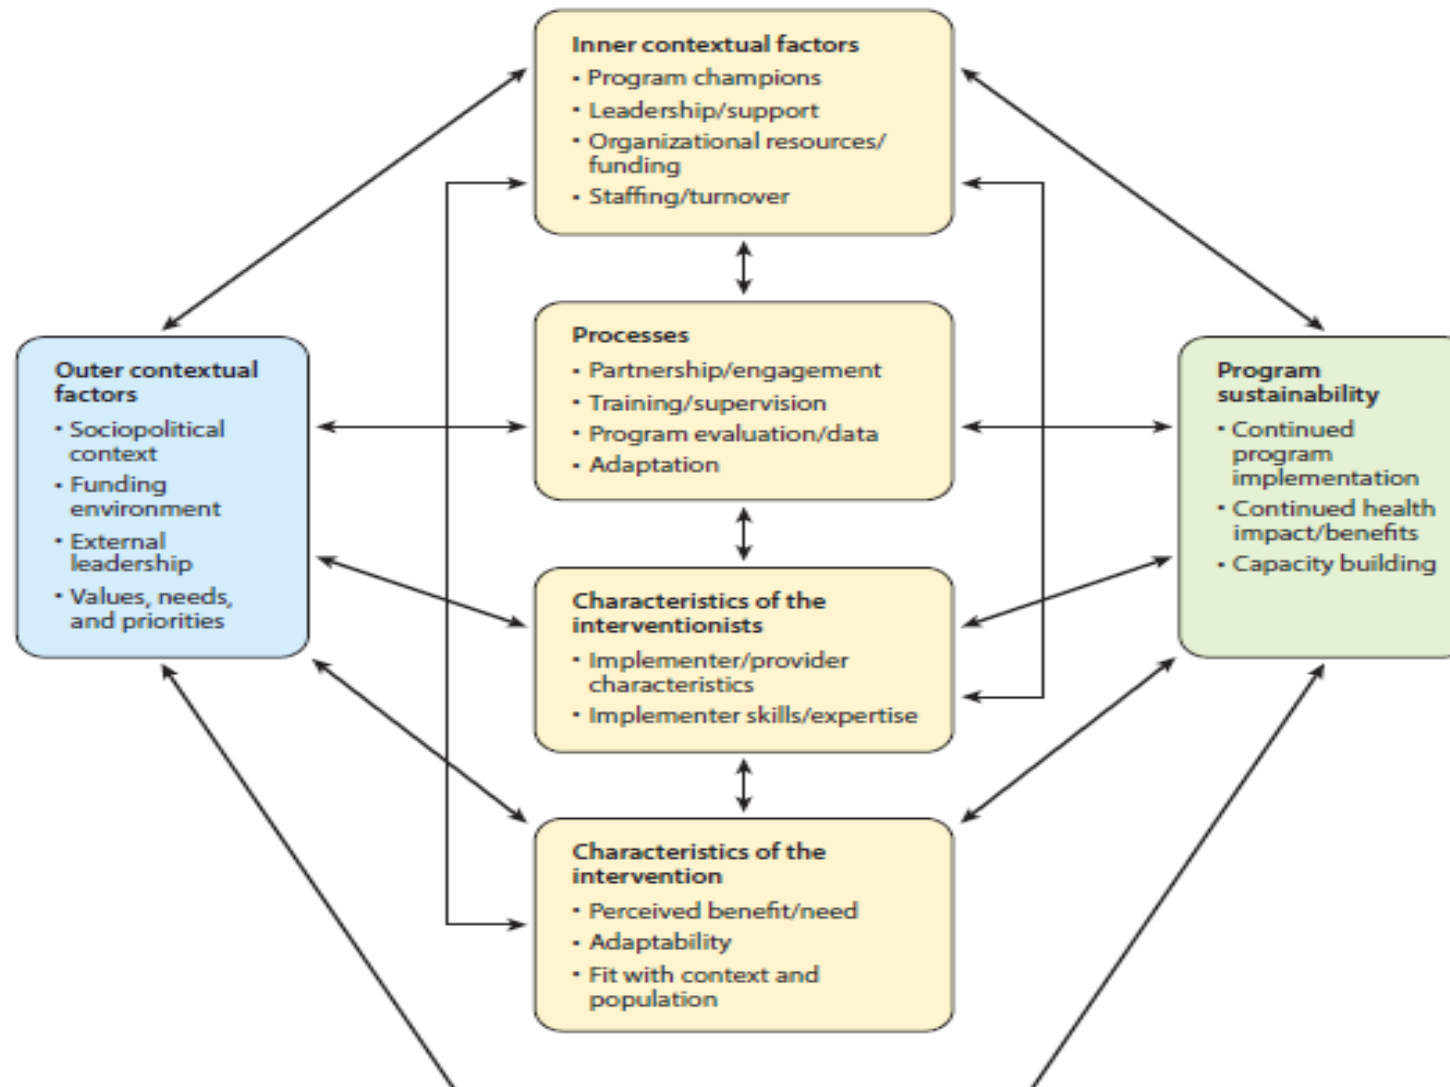 Inner contextual factors
• Program champions
• Leadership/support
• Organizational resources/
funding
• Staffing/turnover
Processes
• Partnership/engagement
• Training/supervision
• Program evaluation/data
• Adaptation
Outer contextual
factors
• Sociopolitical
context
• Funding
environment
• External
leadership
• Values, needs,
and priorities
Program
sustainability
• Continued
program
implementation
• Continued health
impact/benefits
• Capacity building
Characteristics of the
interventionists
• Implementer/provider
characteristics
• Implementer skills/expertise
Characteristics of the
intervention
• Perceived benefit/need
• Adaptability
• Fit with context and
population